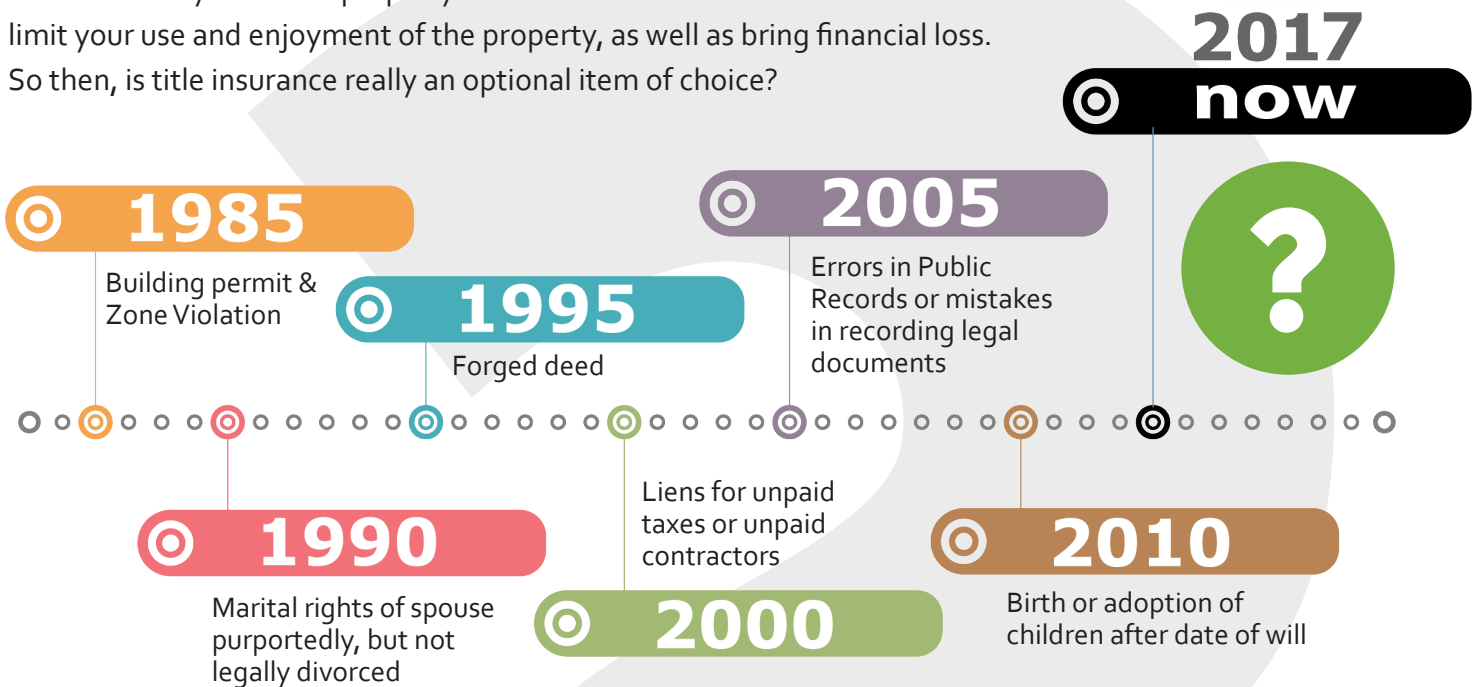 limit your use and enjoyment of the property, as well as bring financial loss.
So then, is title insurance really an optional item of choice?
2017
now
1985
Building permit &
Zone Violation
1995
Forged deed
2005
Errors in Public
Records or mistakes
in recording legal
documents
?
1990
Marital rights of spouse
purportedly, but not
legally divorced
Liens for unpaid
taxes or unpaid
contractors
2000
2010
Birth or adoption of
children after date of will